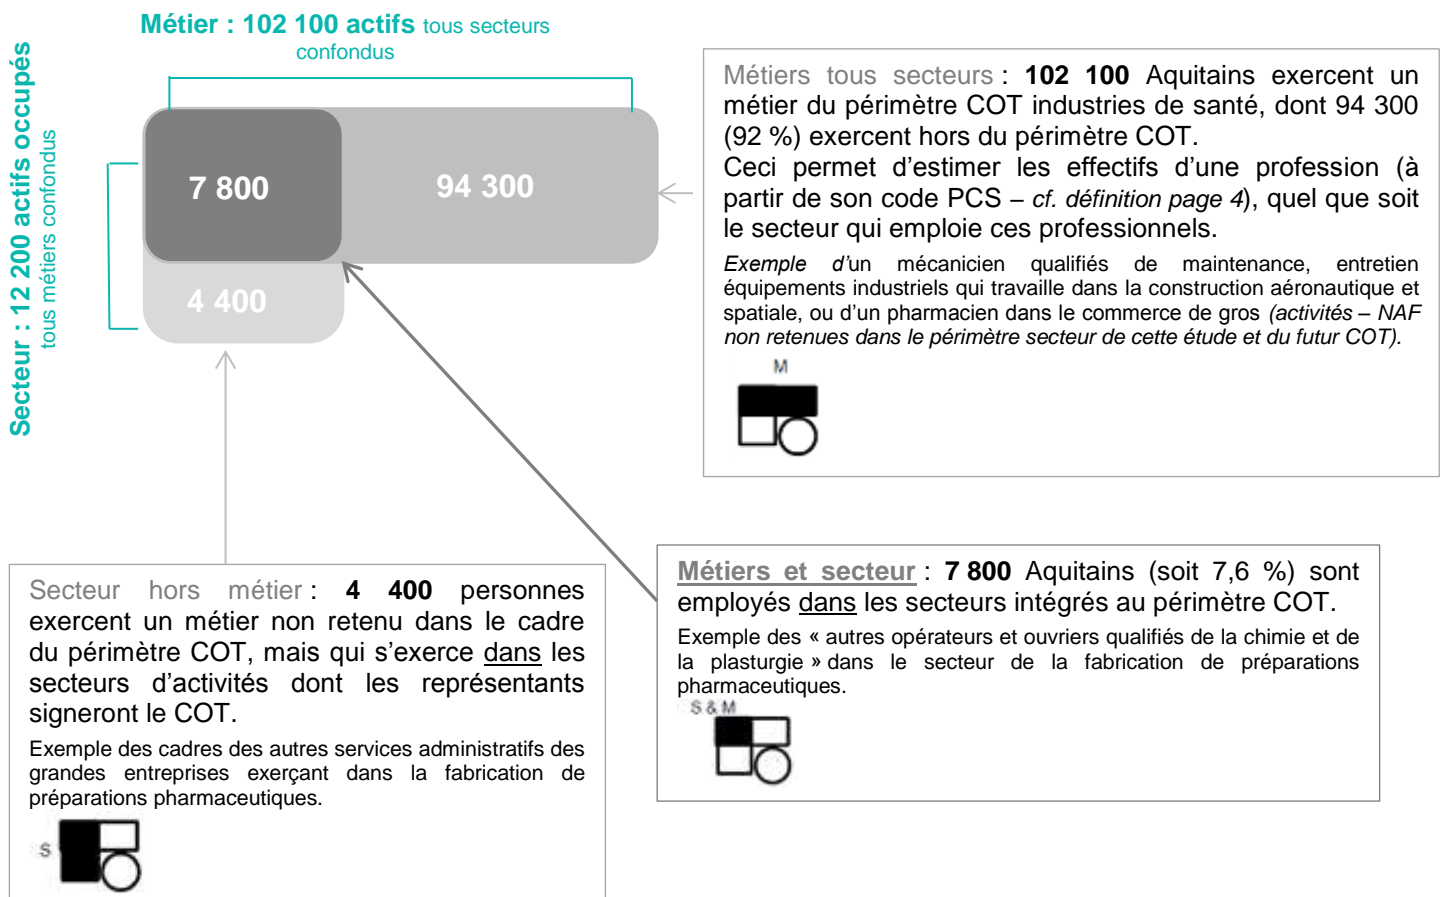 Métier : 102 100 actifs tous secteurs
confondus
Secteur : 12 200 actifs occupés
tous métiers confondus
7 800
94 300
4 400
Métiers tous secteurs : 102 100 Aquitains exercent un
métier du périmètre COT industries de santé, dont 94 300
(92 %) exercent hors du périmètre COT.
Ceci permet d'estimer les effectifs d'une profession (à
partir de son code PCS – cf. définition page 4), quel que soit
le secteur qui emploie ces professionnels.
Exemple d'un mécanicien qualifiés de maintenance, entretien
équipements industriels qui travaille dans la construction aéronautique et
spatiale, ou d'un pharmacien dans le commerce de gros (activités – NAF
non retenues dans le périmètre secteur de cette étude et du futur COT).
M
Secteur hors métier : 4 400 personnes
exercent un métier non retenu dans le cadre
du périmètre COT, mais qui s'exerce dans les
secteurs d'activités dont les représentants
signeront le COT.
Exemple des cadres des autres services administratifs des
grandes entreprises exerçant dans la fabrication de
préparations pharmaceutiques.
S
Métiers et secteur : 7 800 Aquitains (soit 7,6 %) sont
employés dans les secteurs intégrés au périmètre COT.
Exemple des « autres opérateurs et ouvriers qualifiés de la chimie et de
la plasturgie » dans le secteur de la fabrication de préparations
pharmaceutiques.
S & M